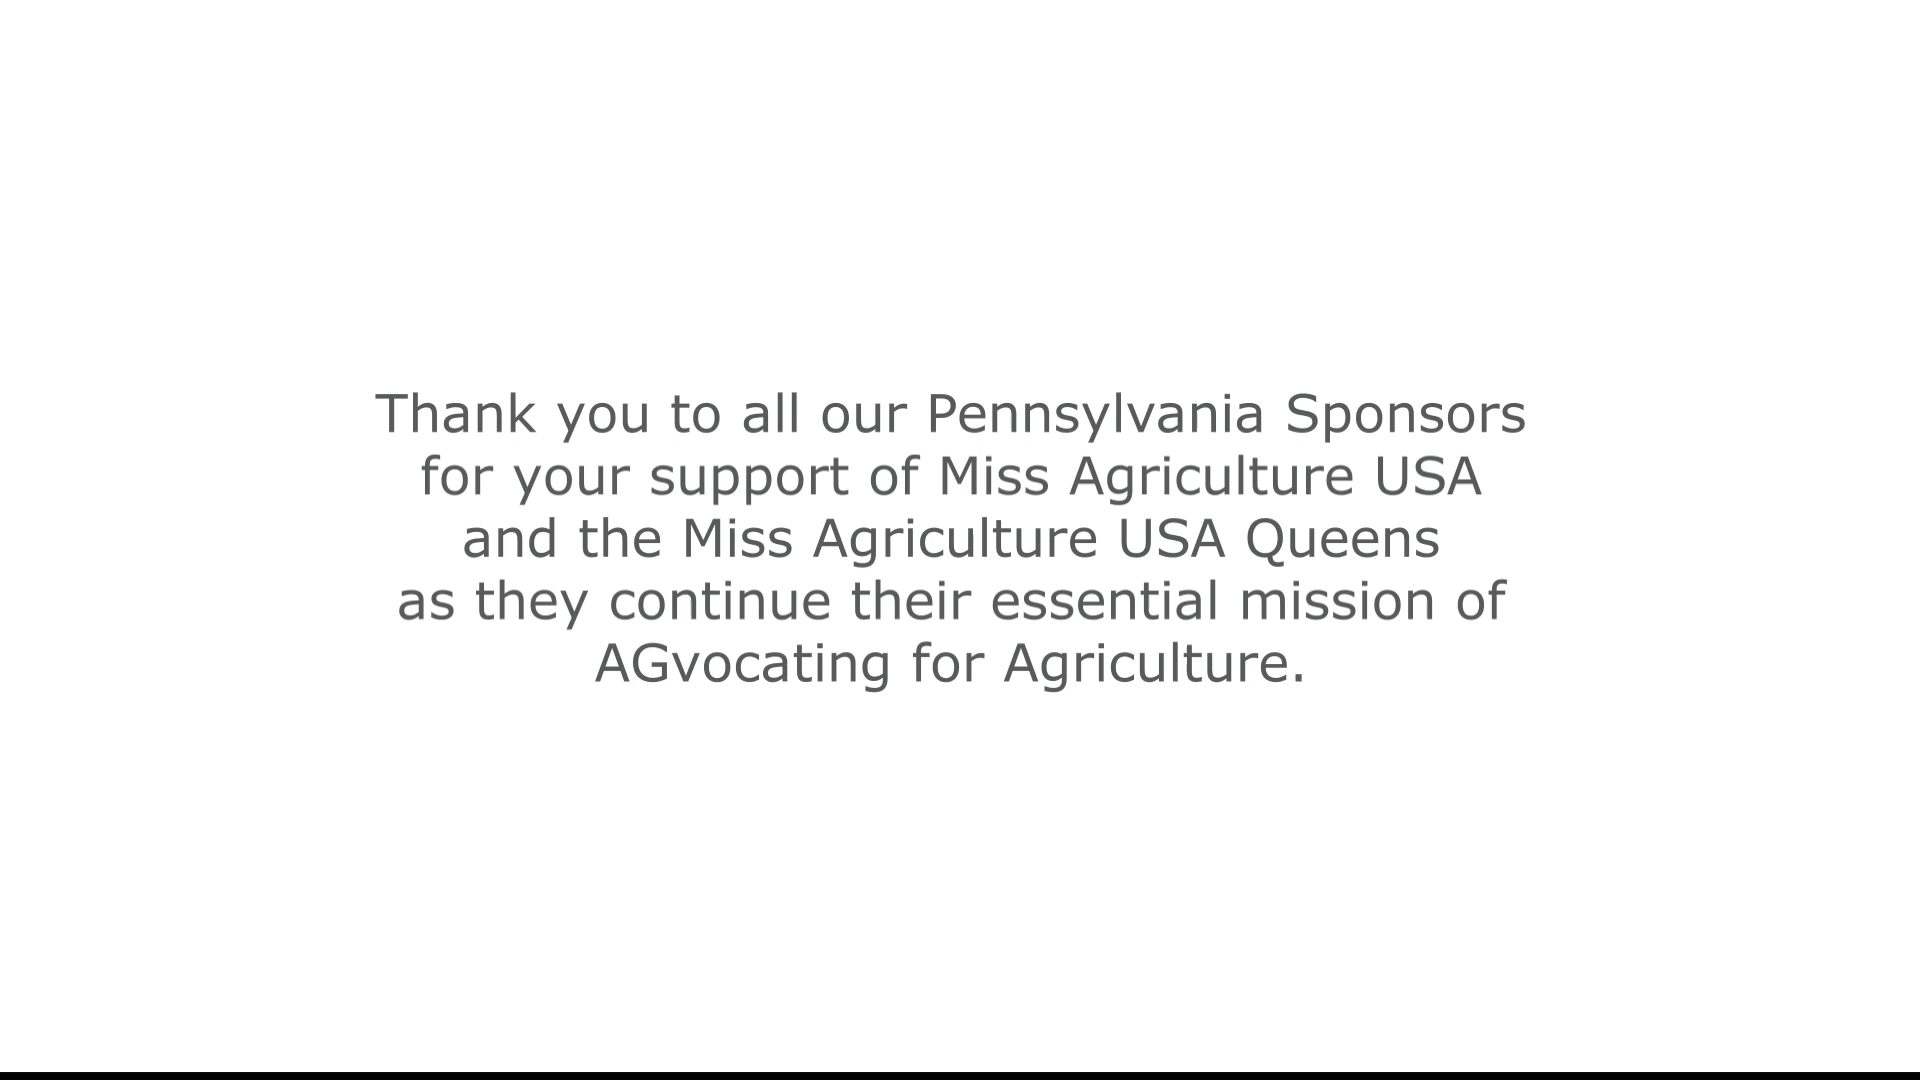 Thank you to all our Pennsylvania Sponsors
for your support of Miss Agriculture USA
and the Miss Agriculture USA Queens
as they continue their essential mission of
AGvocating for Agriculture.